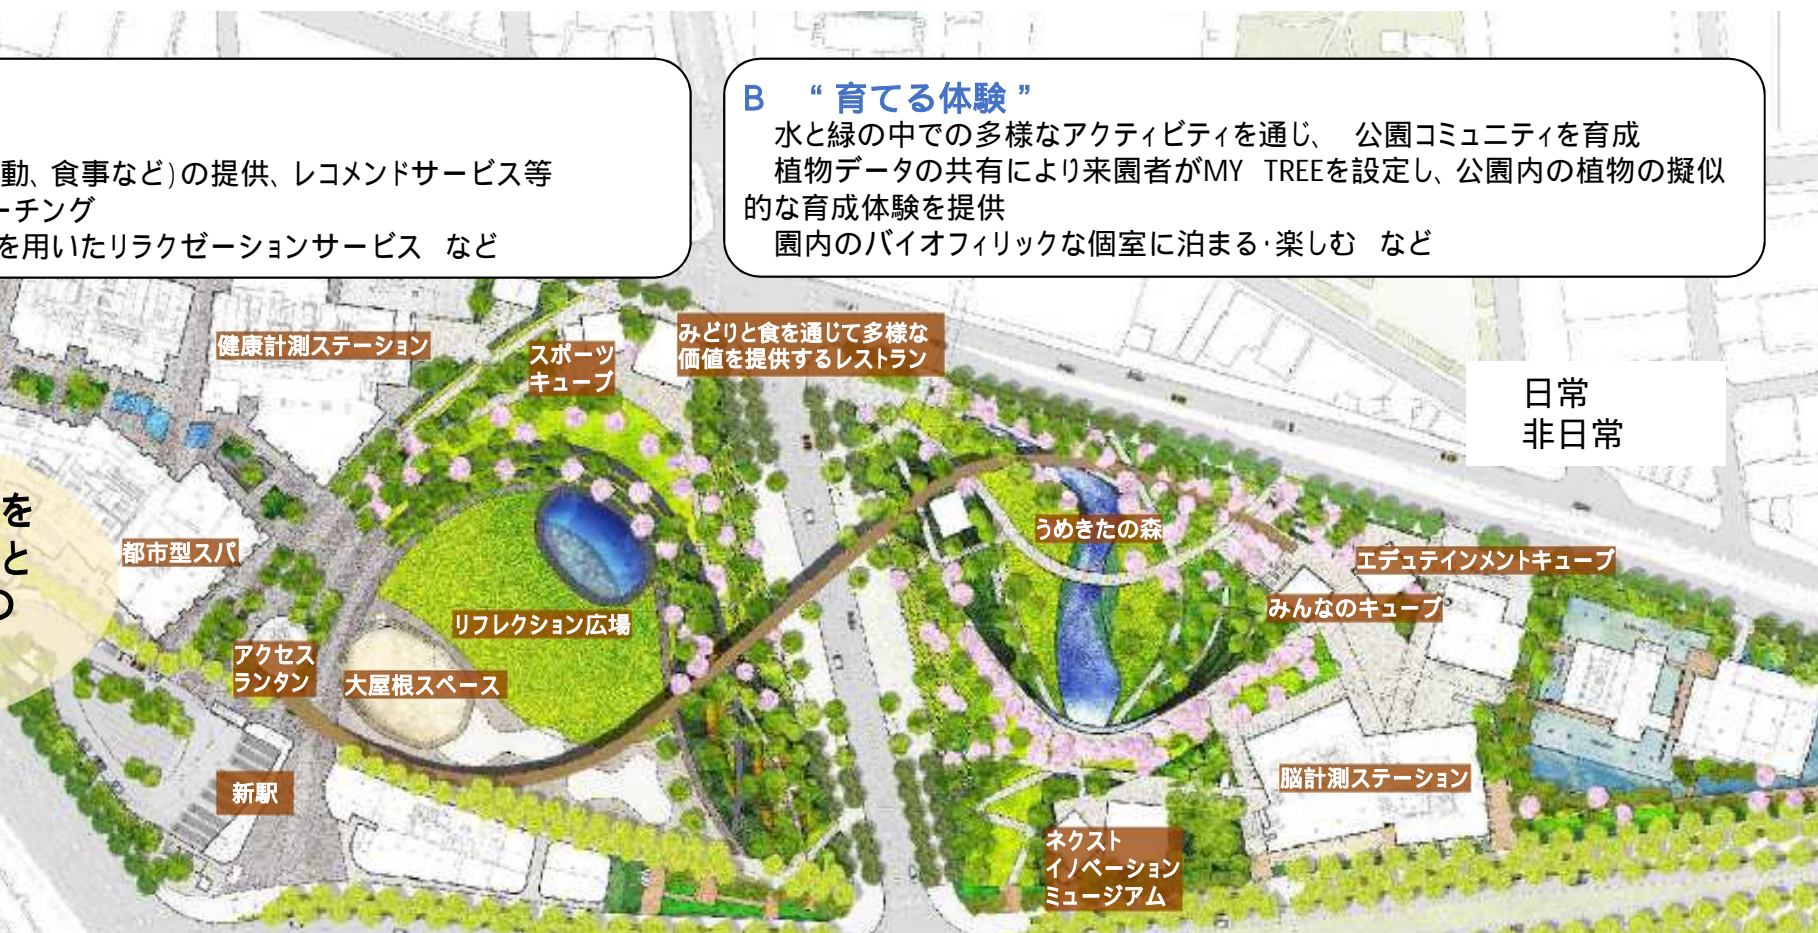 動、食事など)の提供、レコメンドサービス等
ーチング
を用いたリラクゼーションサービス など
B “育てる体験”
水と緑の中での多様なアクティビティを通じ、 公園コミュニティを育成
植物データの共有により来園者がMY TREEを設定し、公園内の植物の擬似
的な育成体験を提供
園内のバイオフィリックな個室に泊まる・楽しむ など
健康計測ステーション
スポーツ
キューブ
みどりと食を通じて多様な
価値を提供するレストラン
日常
非日常
を
と
都市型スパ
うめきたの森
エデュテインメントキューブ
みんなのキューブ
リフレクション広場
アクセス
ランタン
大屋根スペース
新駅
脳計測ステーション
ネクスト
イノベーション
ミュージアム